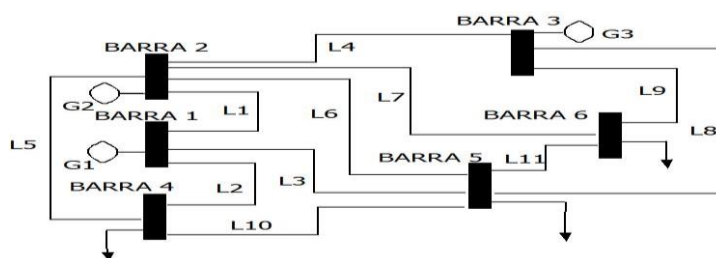 BARRA 3
G3
BARRA 2
L4
G2
L1
L7
L9
BARRA 1
L6
BARRA 6
L5
L8
G1
BARRA 5
L11
BARRA 4
L2
L3
L10